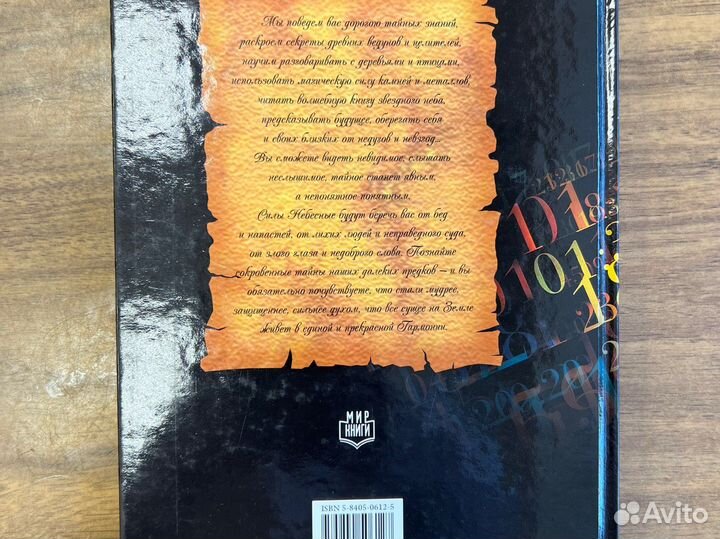 Мы поведем вас дорогою тайных знаний,
раскроем секреты древних ведунов и целителей,
научим разговаривать с деревьями и птицами,
использовать магическую силу камней и металлов,
читать волшебную книгу звездного неба,
предсказывать будущее, оберегать себя
и своих близких от недугов и невзгод...
Вы сможете видеть невидимое, слышать
неслышимое, тайное станет явным,
а непонятное понятным.
Силы Небесные будут беречь вас от бед
и напастей, от лихих людей и неправедного суда,
от злого глаза и недоброго слова. Познайте
сокровенные тайны наших далеких предков – и вы
обязательно почувствуете, что стали мудрее,
защищеннее, сильнее духом, что все сущее на Земле
живет в единой и прекрасной Гармонии.
МИР
КНИГИ
ISBN 5-8405-0612-5
Avito